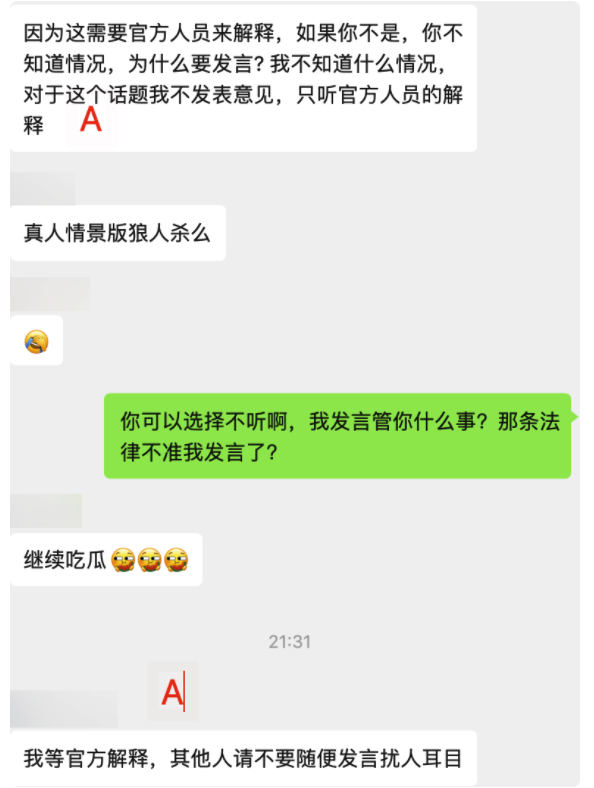 因为这需要官方人员来解释，如果你不是，你不
知道情况，为什么要发言? 我不知道什么情况，
对于这个话题我不发表意见，只听官方人员的解
释
A
真人情景版狼人杀么
你可以选择不听啊，我发言管你什么事？那条法
律不准我发言了？
继续吃瓜
21:31
A
我等官方解释，其他人请不要随便发言扰人耳目